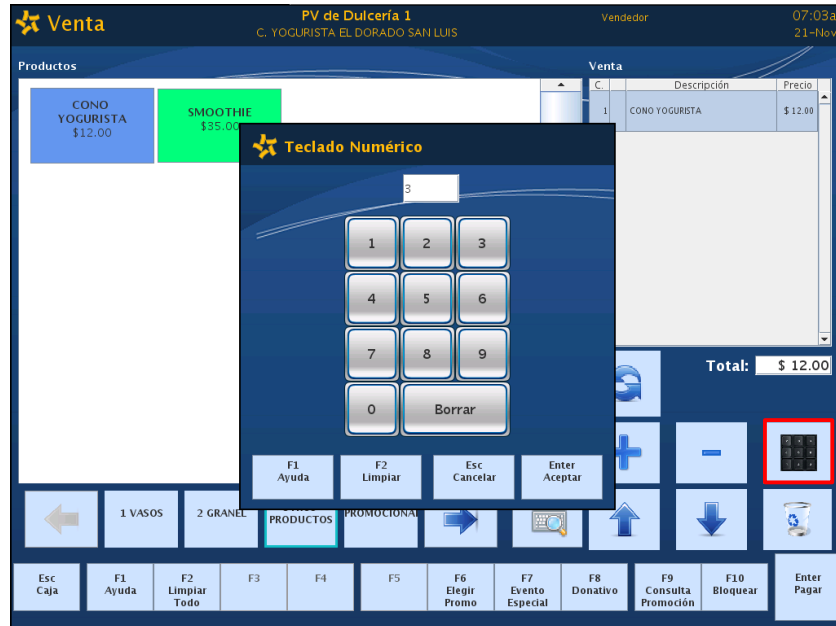 Venta
PV de Dulcería 1
C. YOGURISTA EL DORADO SAN LUIS
Vendedor
07:03a
21-Nov
Productos
Venta
CONO
YOGURISTA
$12.00
SMOOTHIE
$35.00
C.
Descripción
Precio
1
CONO YOGURISTA
$ 12.00
Teclado Numérico
3
1
2
3
4
5
6
7
8
9
0
Borrar
F1
Ayuda
F2
Limpiar
Esc
Cancelar
Enter
Aceptar
Total:
$ 12.00
1 VASOS
2 GRANEL
PRODUCTOS
PROMOCIONAL
Esc
Caja
F1
Ayuda
F2
Limpiar
Todo
F3
F4
F5
F6
Elegir
Promo
F7
Evento
Especial
F8
Donativo
F9
Consulta
Promoción
F10
Bloquear
Enter
Pagar